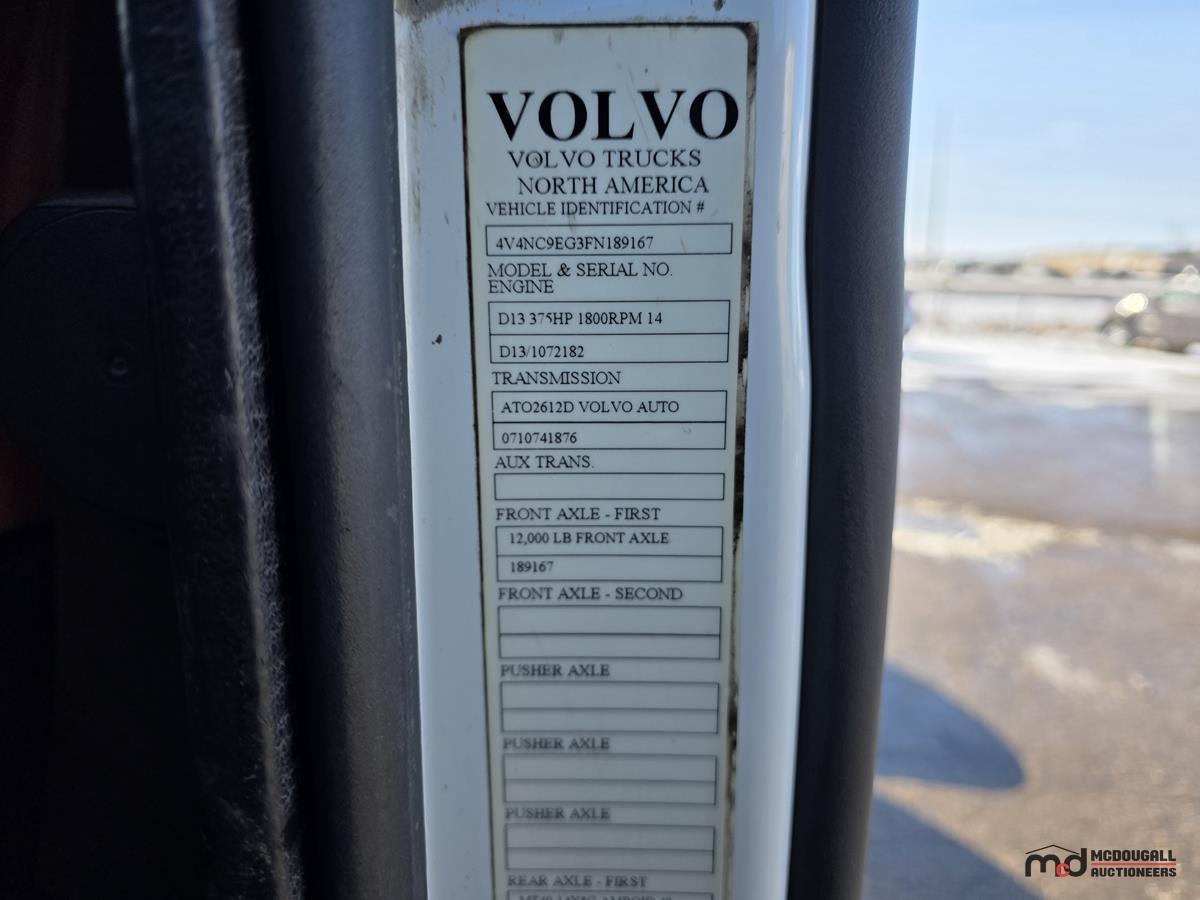 VOLVO
VOLVO TRUCKS
NORTH AMERICA
VEHICLE IDENTIFICATION #
4V4NC9EG3FN189167
MODEL & SERIAL NO.
ENGINE
D13 375HP 1800RPM 14
D13/1072182
TRANSMISSION
ATO2612D VOLVO AUTO
0710741876
AUX TRANS.
FRONT AXLE - FIRST
12,000 LB FRONT AXLE
189167
FRONT AXLE - SECOND
PUSHER AXLE
PUSHER AXLE
PUSHER AXLE
REAR AXLE - FIRST
mcd MCDOUGALL
AUCTIONEERS